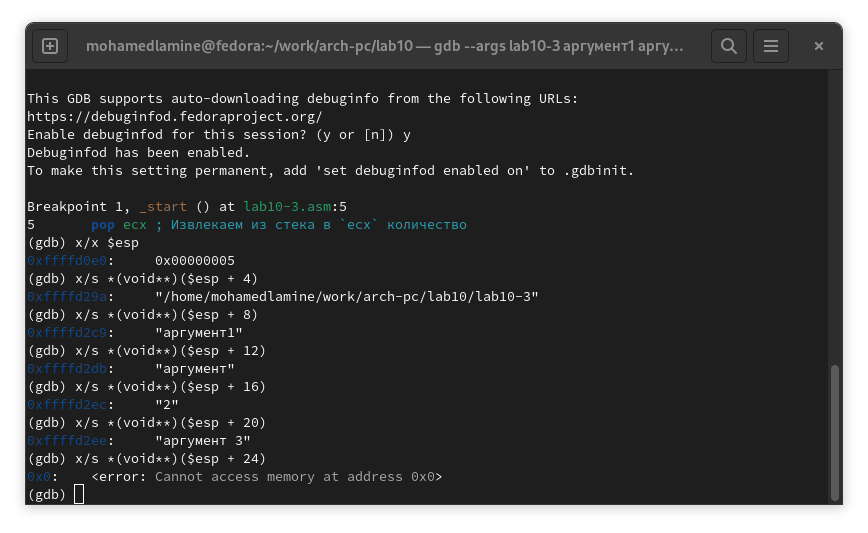 mohamedlamine@fedora:~/work/arch-pc/lab10 — gdb --args lab10-3 аргумент1 аргу…
This GDB supports auto-downloading debuginfo from the following URLs:
https://debuginfod.fedoraproject.org/
Enable debuginfod for this session? (y or [n]) y
Debuginfod has been enabled.
To make this setting permanent, add 'set debuginfod enabled on' to .gdbinit.
Breakpoint 1, _start () at lab10-3.asm:5
5       pop ecx ; Извлекаем из стека в `ecx` количество
(gdb) x/x $esp
0xffffd0e0:     0x00000005
(gdb) x/s *(void**)($esp + 4)
0xffffd29a:     "/home/mohamedlamine/work/arch-pc/lab10/lab10-3"
(gdb) x/s *(void**)($esp + 8)
0xffffd2c9:     "аргумент1"
(gdb) x/s *(void**)($esp + 12)
0xffffd2db:     "аргумент"
(gdb) x/s *(void**)($esp + 16)
0xffffd2ec:     "2"
(gdb) x/s *(void**)($esp + 20)
0xffffd2ee:     "аргумент 3"
(gdb) x/s *(void**)($esp + 24)
0x0:    <error: Cannot access memory at address 0x0>
(gdb)